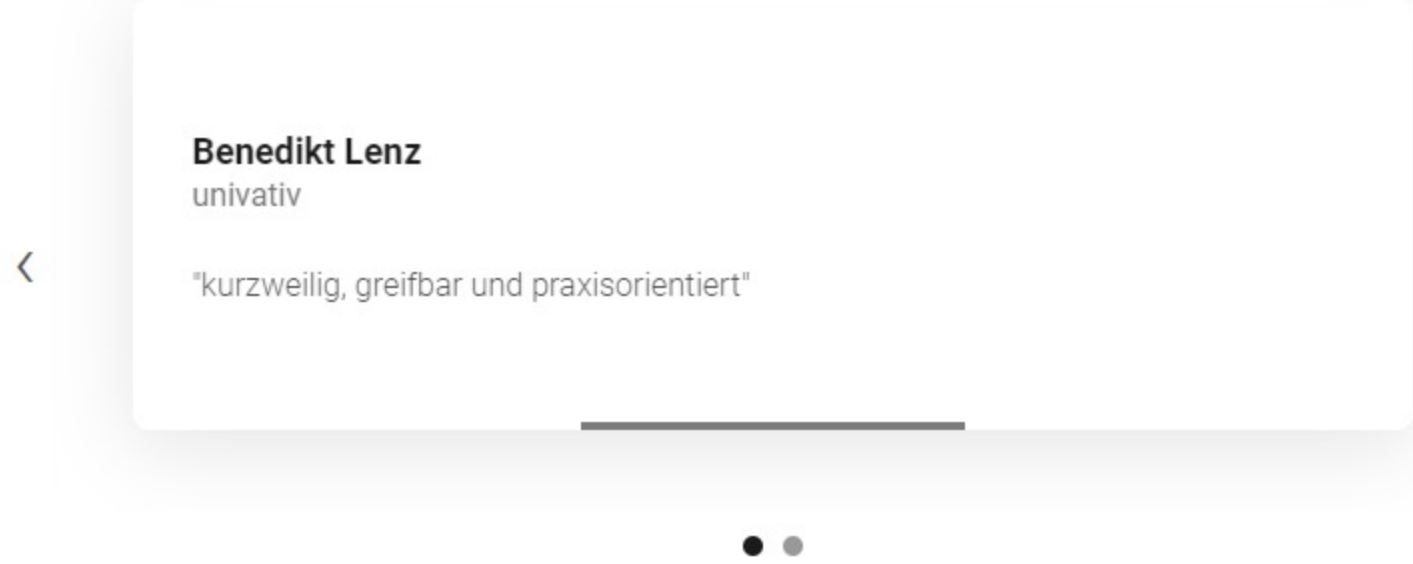 Benedikt Lenz
univativ
"kurzweilig, greifbar und praxisorientiert"